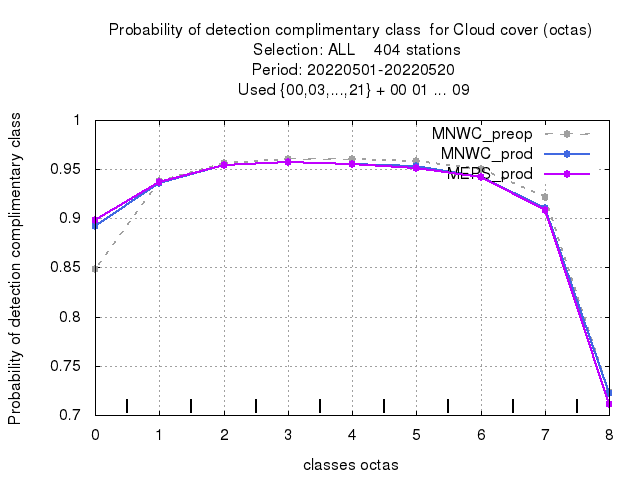 Probability of detection complimentary class  for Cloud cover (octas)
Selection: ALL    404 stations
Period: 20220501-20220520
Used {00,03,...,21} + 00 01 ... 09
Probability of detection complimentary class
1
0.95
0.9
0.85
0.8
0.75
0.7
MNWC_preop
MNWC_prod
MEPS_prod
0 1 2 3 4 5 6 7 8
classes octas